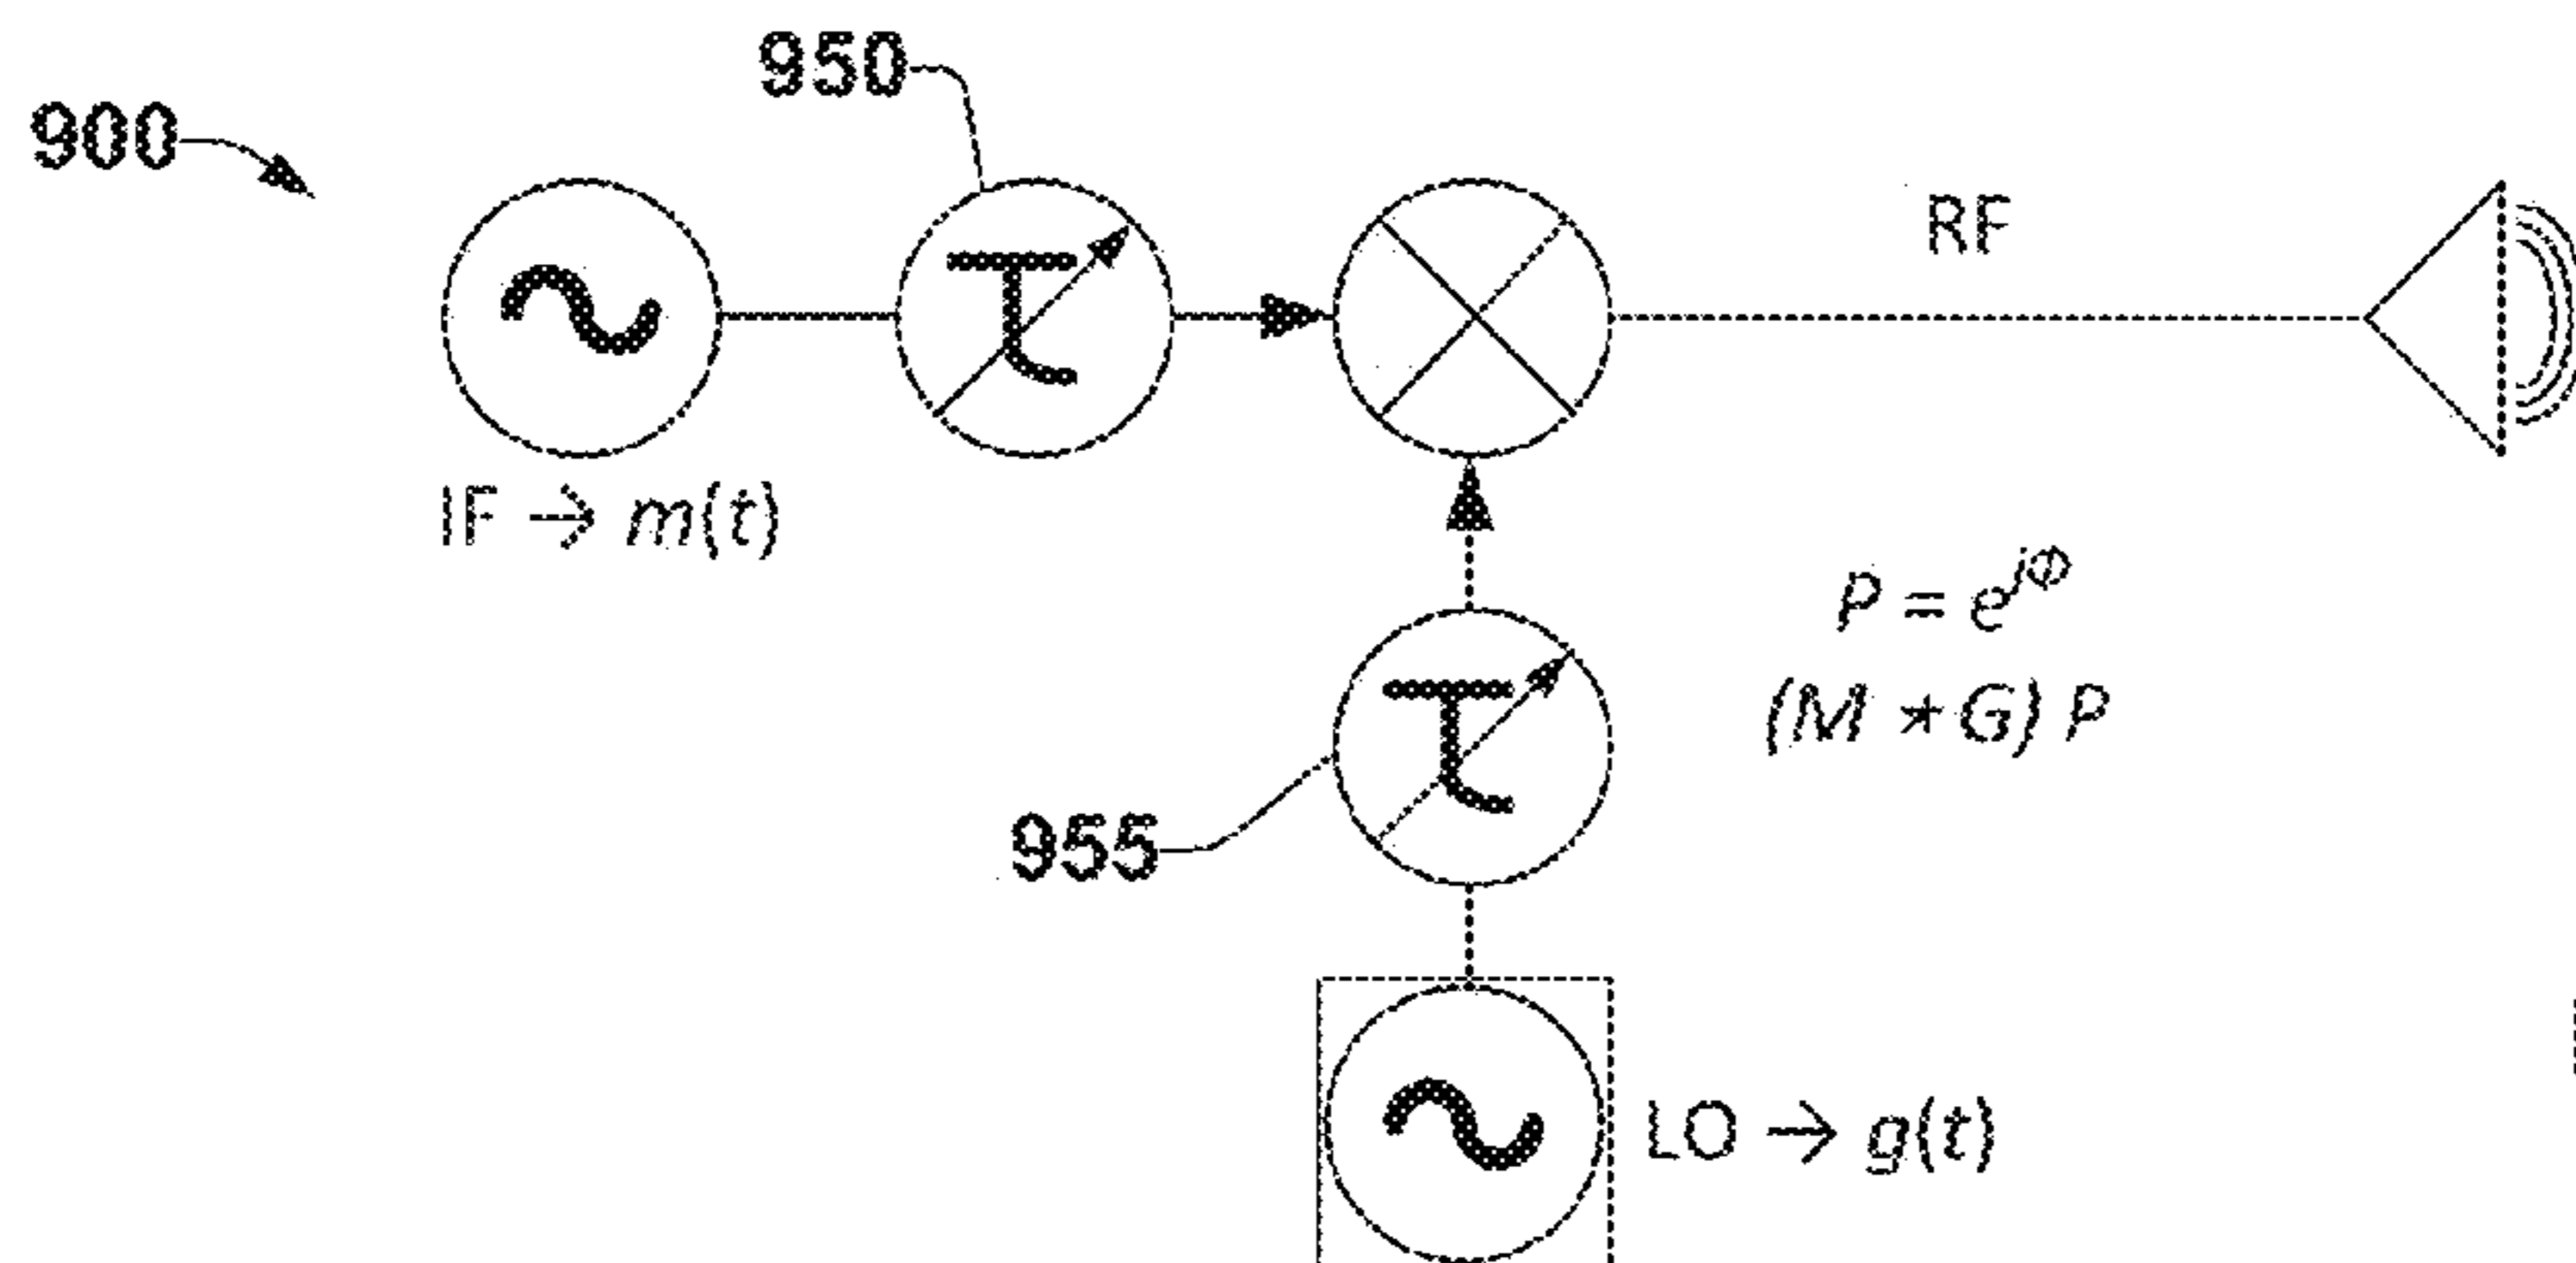 950
900
τ
RF
IF → m(t)
P = e^{jΦ}
τ
(M ∗ G) P
955
LO → g(t)